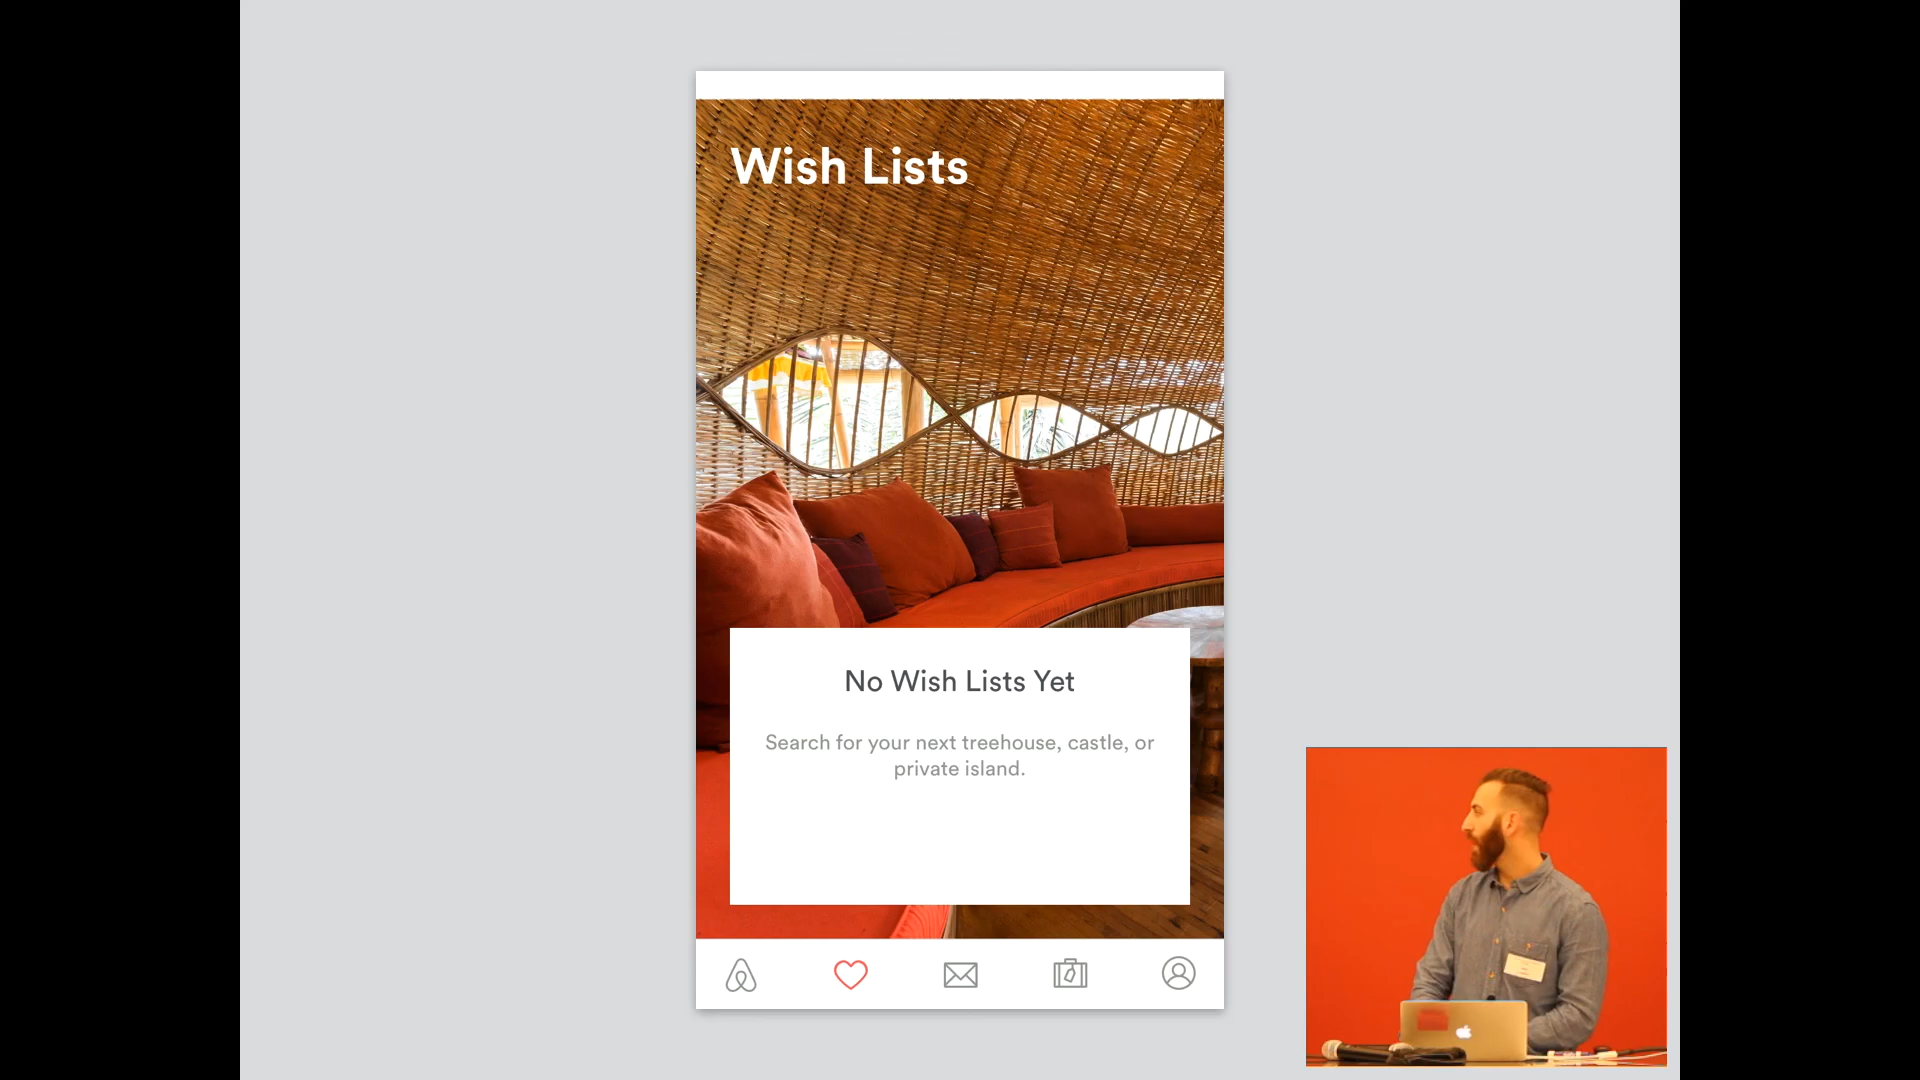 Wish Lists
No Wish Lists Yet
Search for your next treehouse, castle, or
private island.